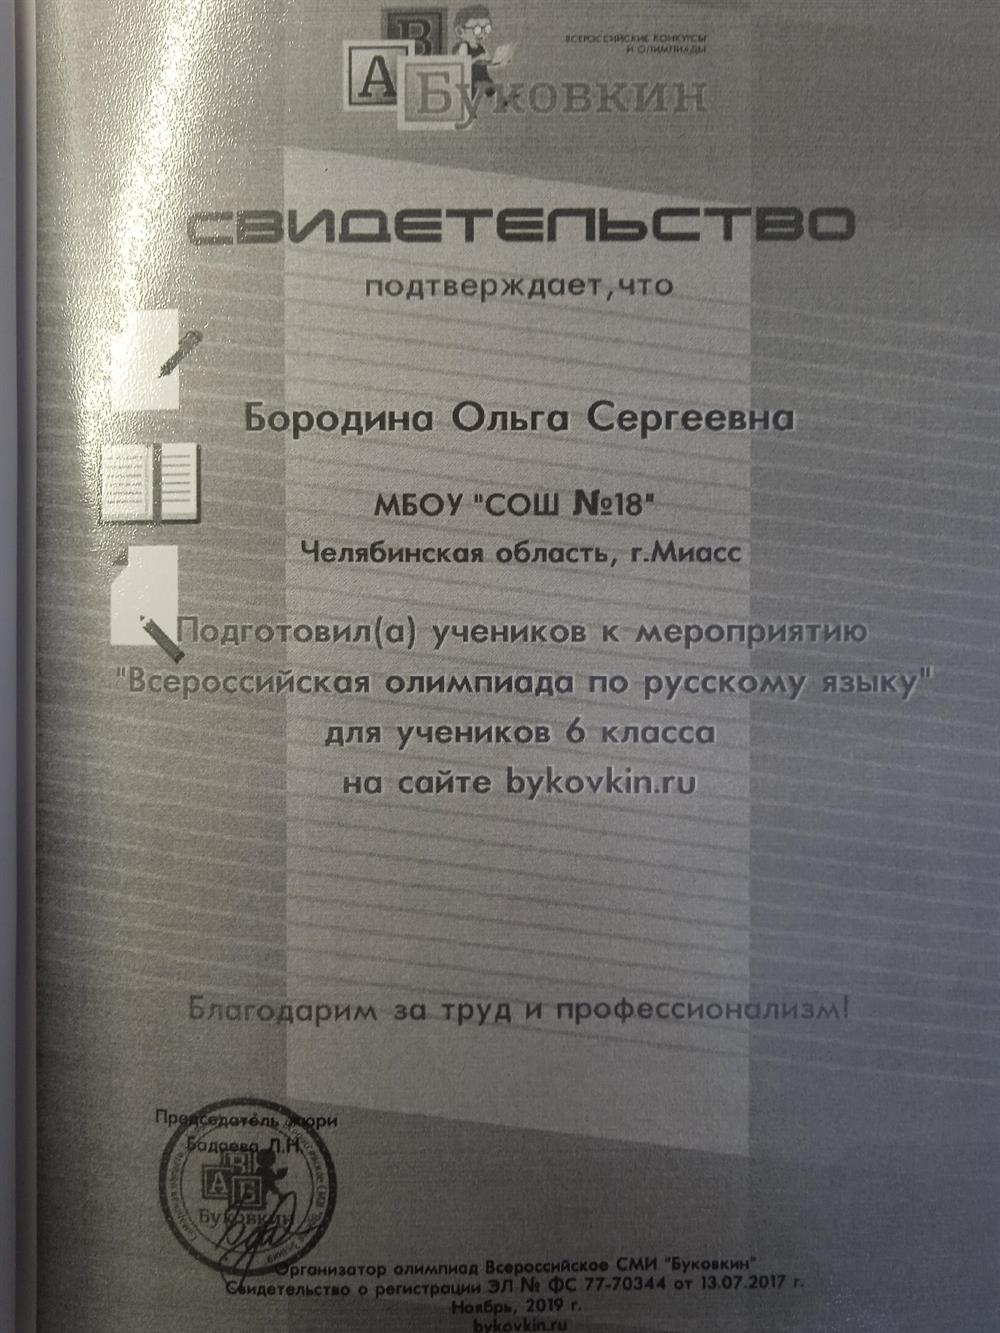 ВСЕРОССИЙСКИЕ КОНКУРСЫ
И ОЛИМПИАДЫ
В
А
Буковкин
СВИДЕТЕЛЬСТВО
подтверждает,что
Бородина Ольга Сергеевна
МБОУ "СОШ №18"
Челябинская область, г.Миасс
Подготовил(а) учеников к мероприятию
"Всероссийская олимпиада по русскому языку"
для учеников 6 класса
на сайте bykovkin.ru
Благодарим за труд и профессионализм!
Председатель жюри
Бадаева Л.Н.
В
А Б
Буковкин
Организатор олимпиад Всероссийское СМИ "Буковкин"
Свидетельство о регистрации ЭЛ № ФС 77-70344 от 13.07.2017 г.
Ноябрь, 2019 г.
bykovkin.ru